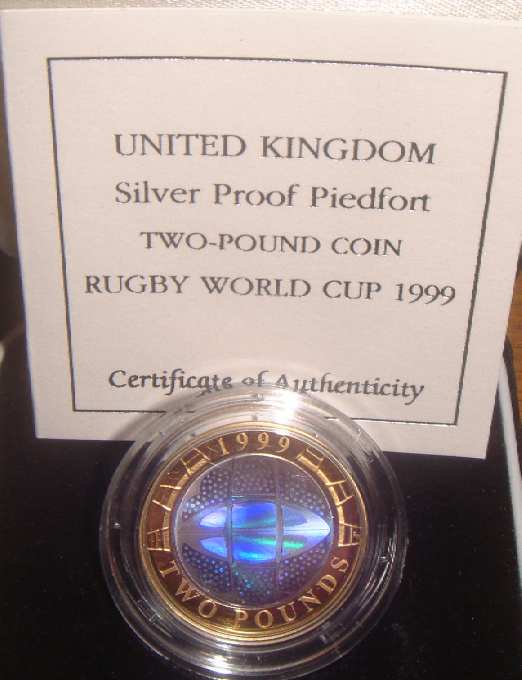 UNITED KINGDOM
Silver Proof Piedfort
TWO-POUND COIN
RUGBY WORLD CUP 1999
Certificate of Authenticity
1999
TWO POUNDS